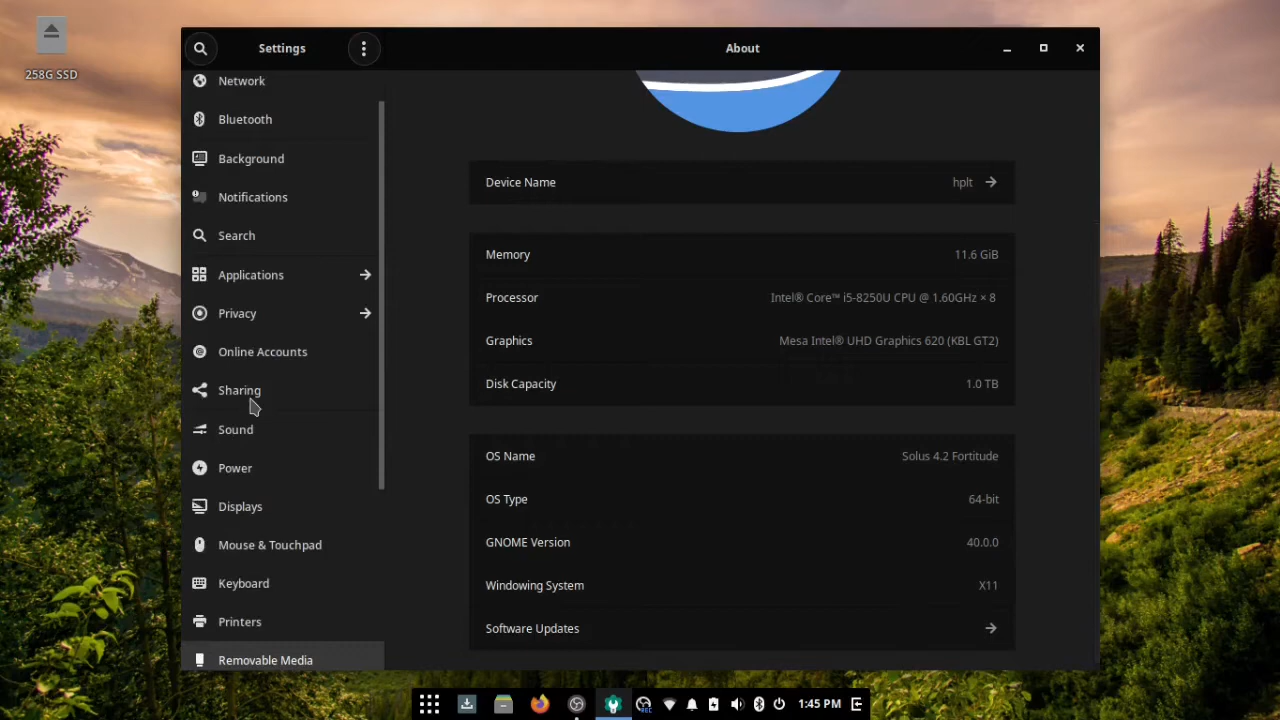 258G SSD
Settings
About
Network
Bluetooth
Background
Notifications
Search
Applications
Privacy
Online Accounts
Sharing
Sound
Power
Displays
Mouse & Touchpad
Keyboard
Printers
Removable Media
Device Name hplt
Memory 11.6 GiB
Processor Intel® Core™ i5-8250U CPU @ 1.60GHz × 8
Graphics Mesa Intel® UHD Graphics 620 (KBL GT2)
Disk Capacity 1.0 TB
OS Name Solus 4.2 Fortitude
OS Type 64-bit
GNOME Version 40.0.0
Windowing System X11
Software Updates
REC
1:45 PM